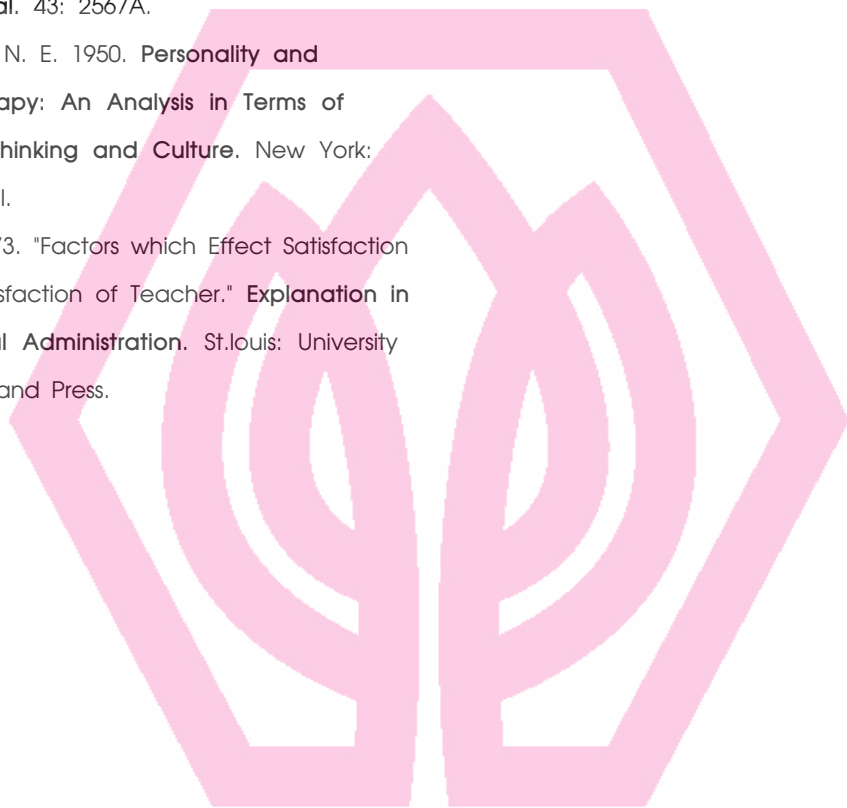 al. 43: 2567A.
N. E. 1950. Personality and
apy: An Analysis in Terms of
hinking and Culture. New York:
l.
73. "Factors which Effect Satisfaction
sfaction of Teacher." Explanation in
l Administration. St.louis: University
and Press.